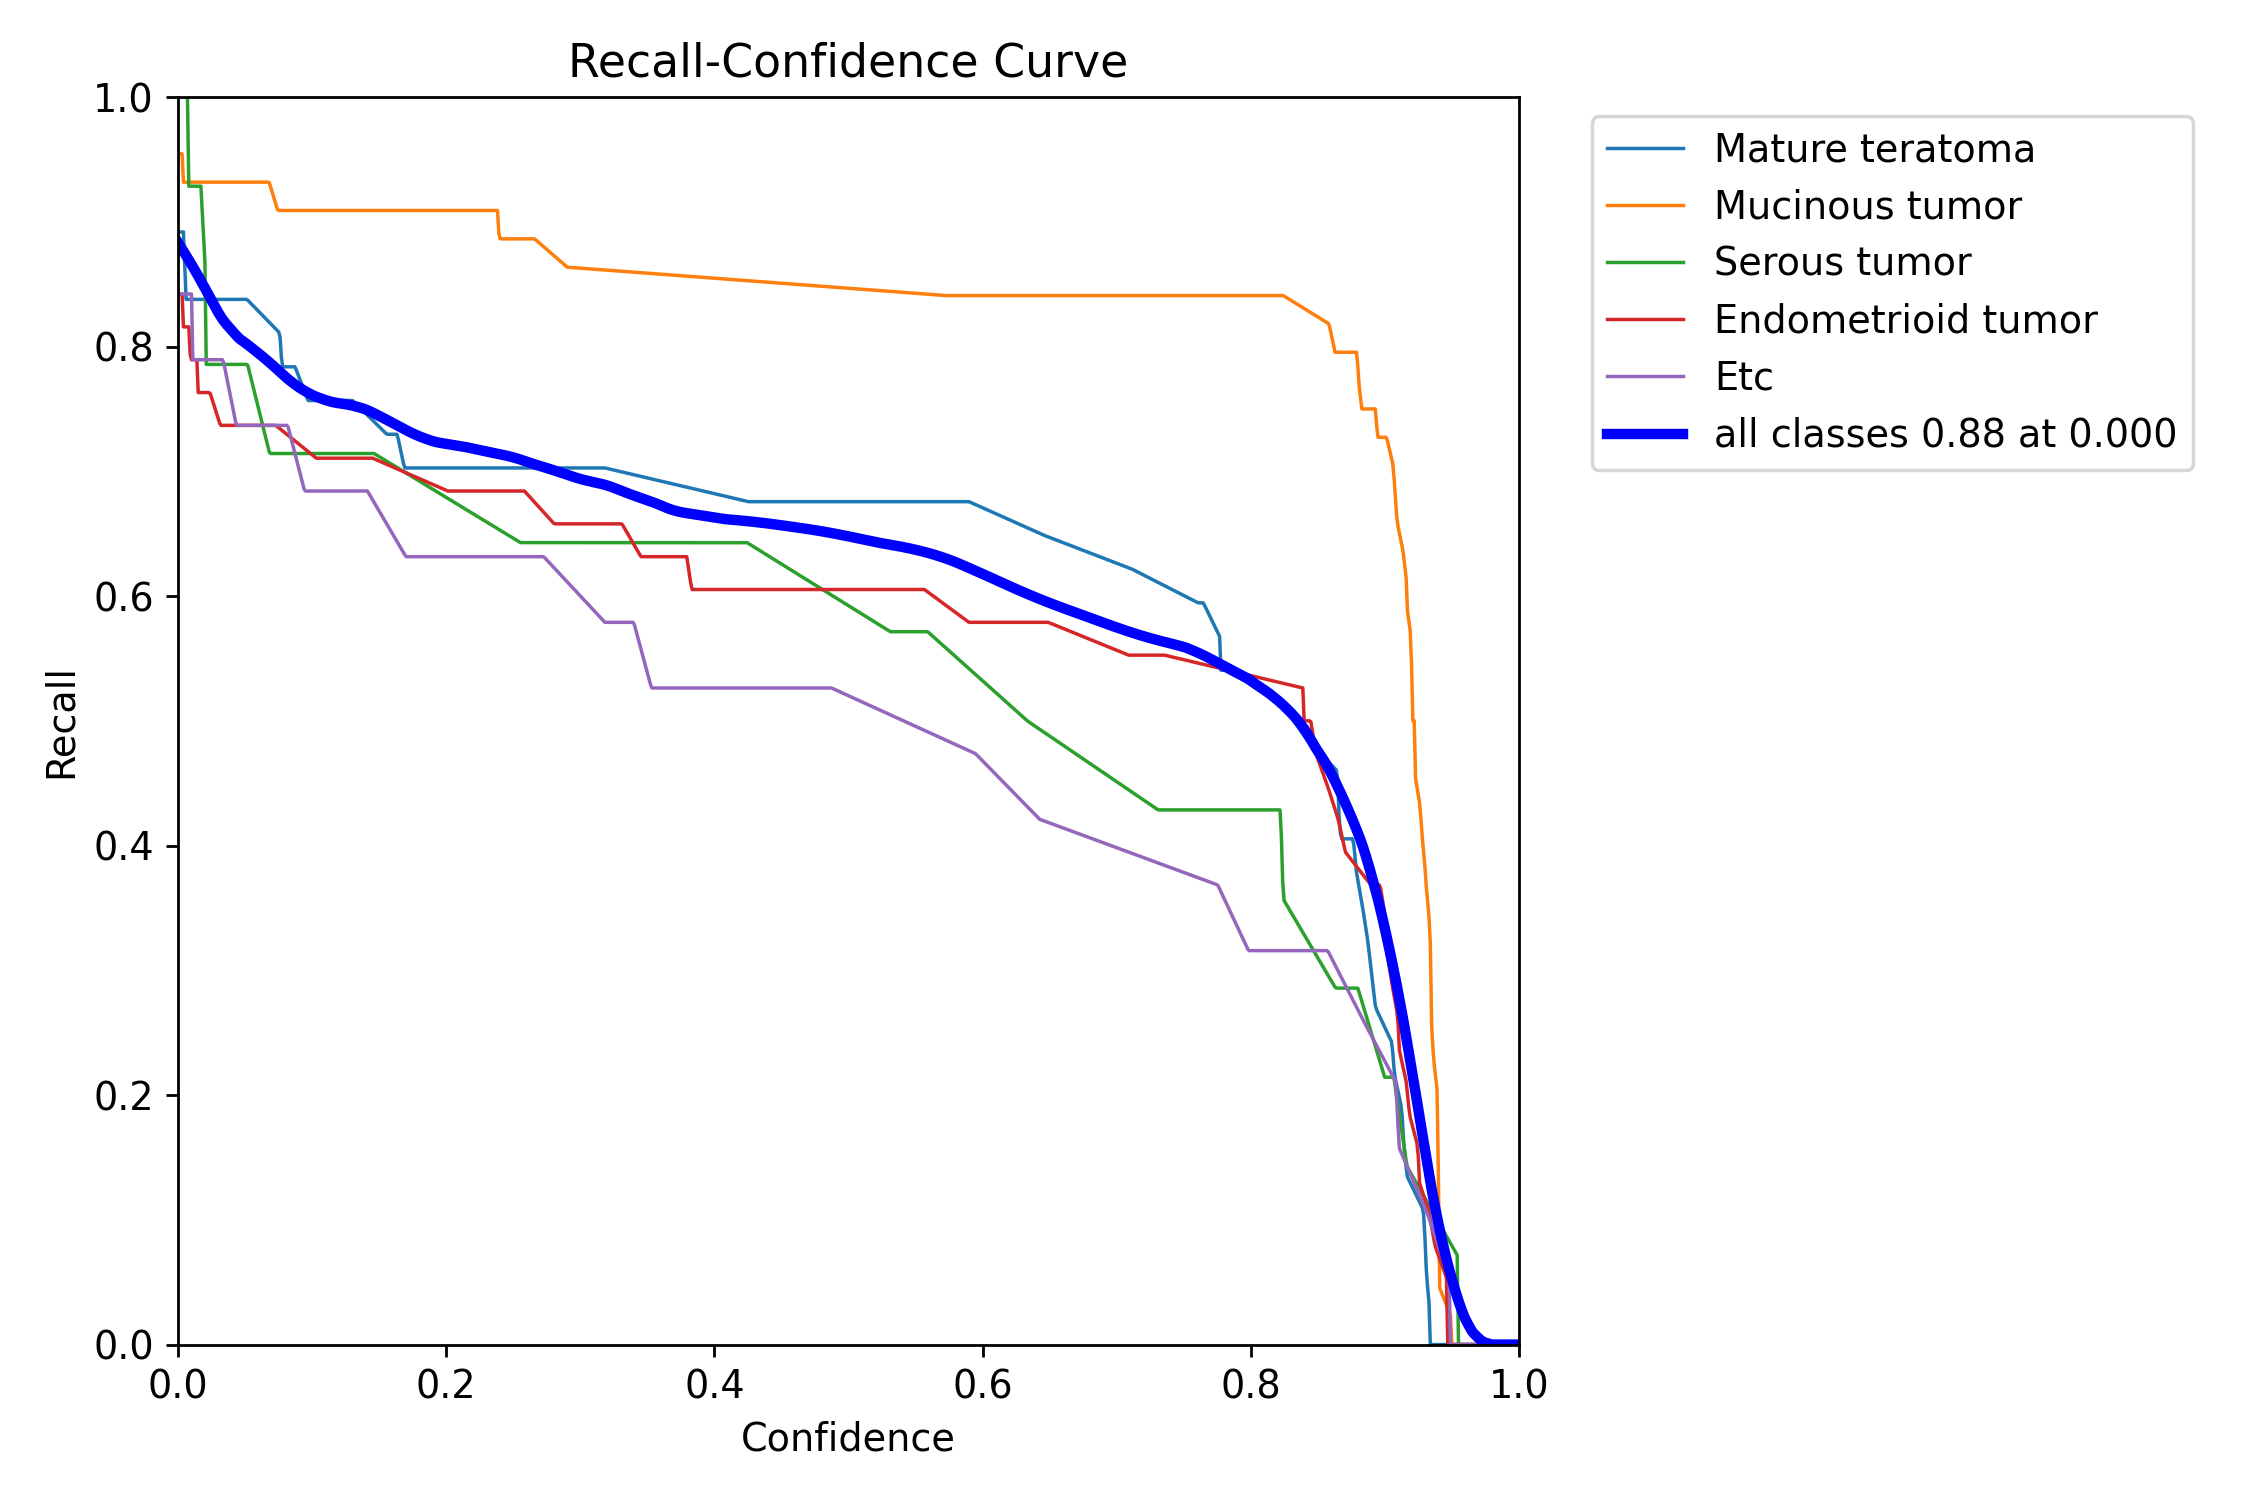 Recall-Confidence Curve
1.0
0.8
0.6
0.4
0.2
0.0
Recall
0.0 0.2 0.4 0.6 0.8 1.0
Confidence
Mature teratoma
Mucinous tumor
Serous tumor
Endometrioid tumor
Etc
all classes 0.88 at 0.000